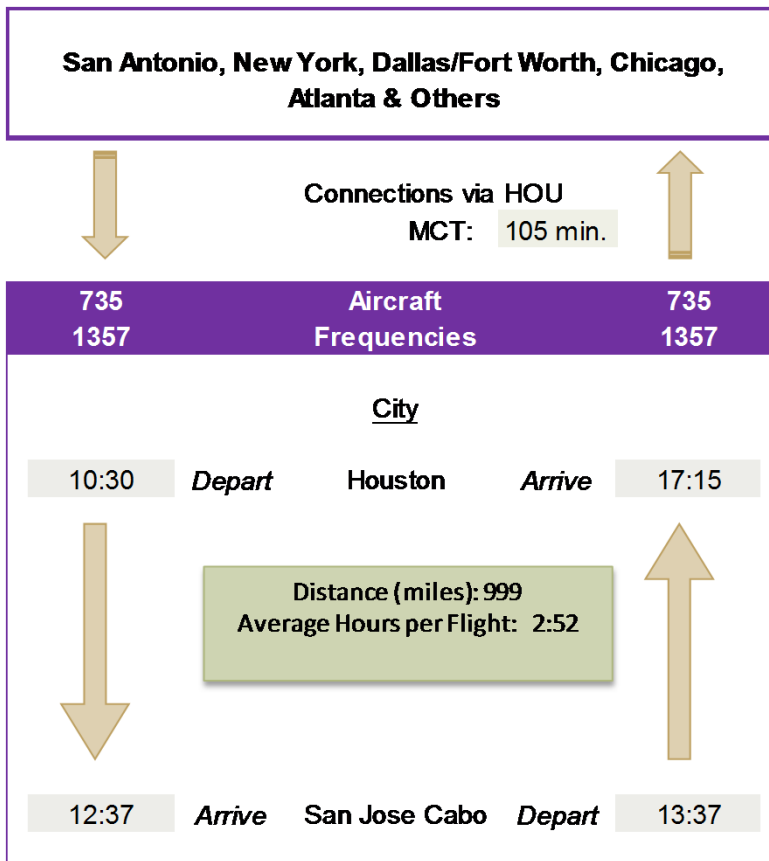 San Antonio, New York, Dallas/Fort Worth, Chicago,
Atlanta & Others
Connections via HOU
MCT: 105 min.
735 Aircraft 735
1357 Frequencies 1357
City
10:30 Depart Houston Arrive 17:15
Distance (miles): 999
Average Hours per Flight: 2:52
12:37 Arrive San Jose Cabo Depart 13:37